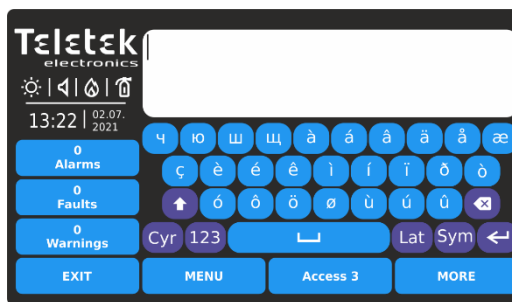 Teletek
electronics
13:22
02.07.
2021
0
Alarms
0
Faults
0
Warnings
ч ю ш щ à á â ä å æ
ç è é ê ì í ï ð ò
ó ô ö ø ù ú û
Cyr 123 Lat Sym
EXIT MENU Access 3 MORE